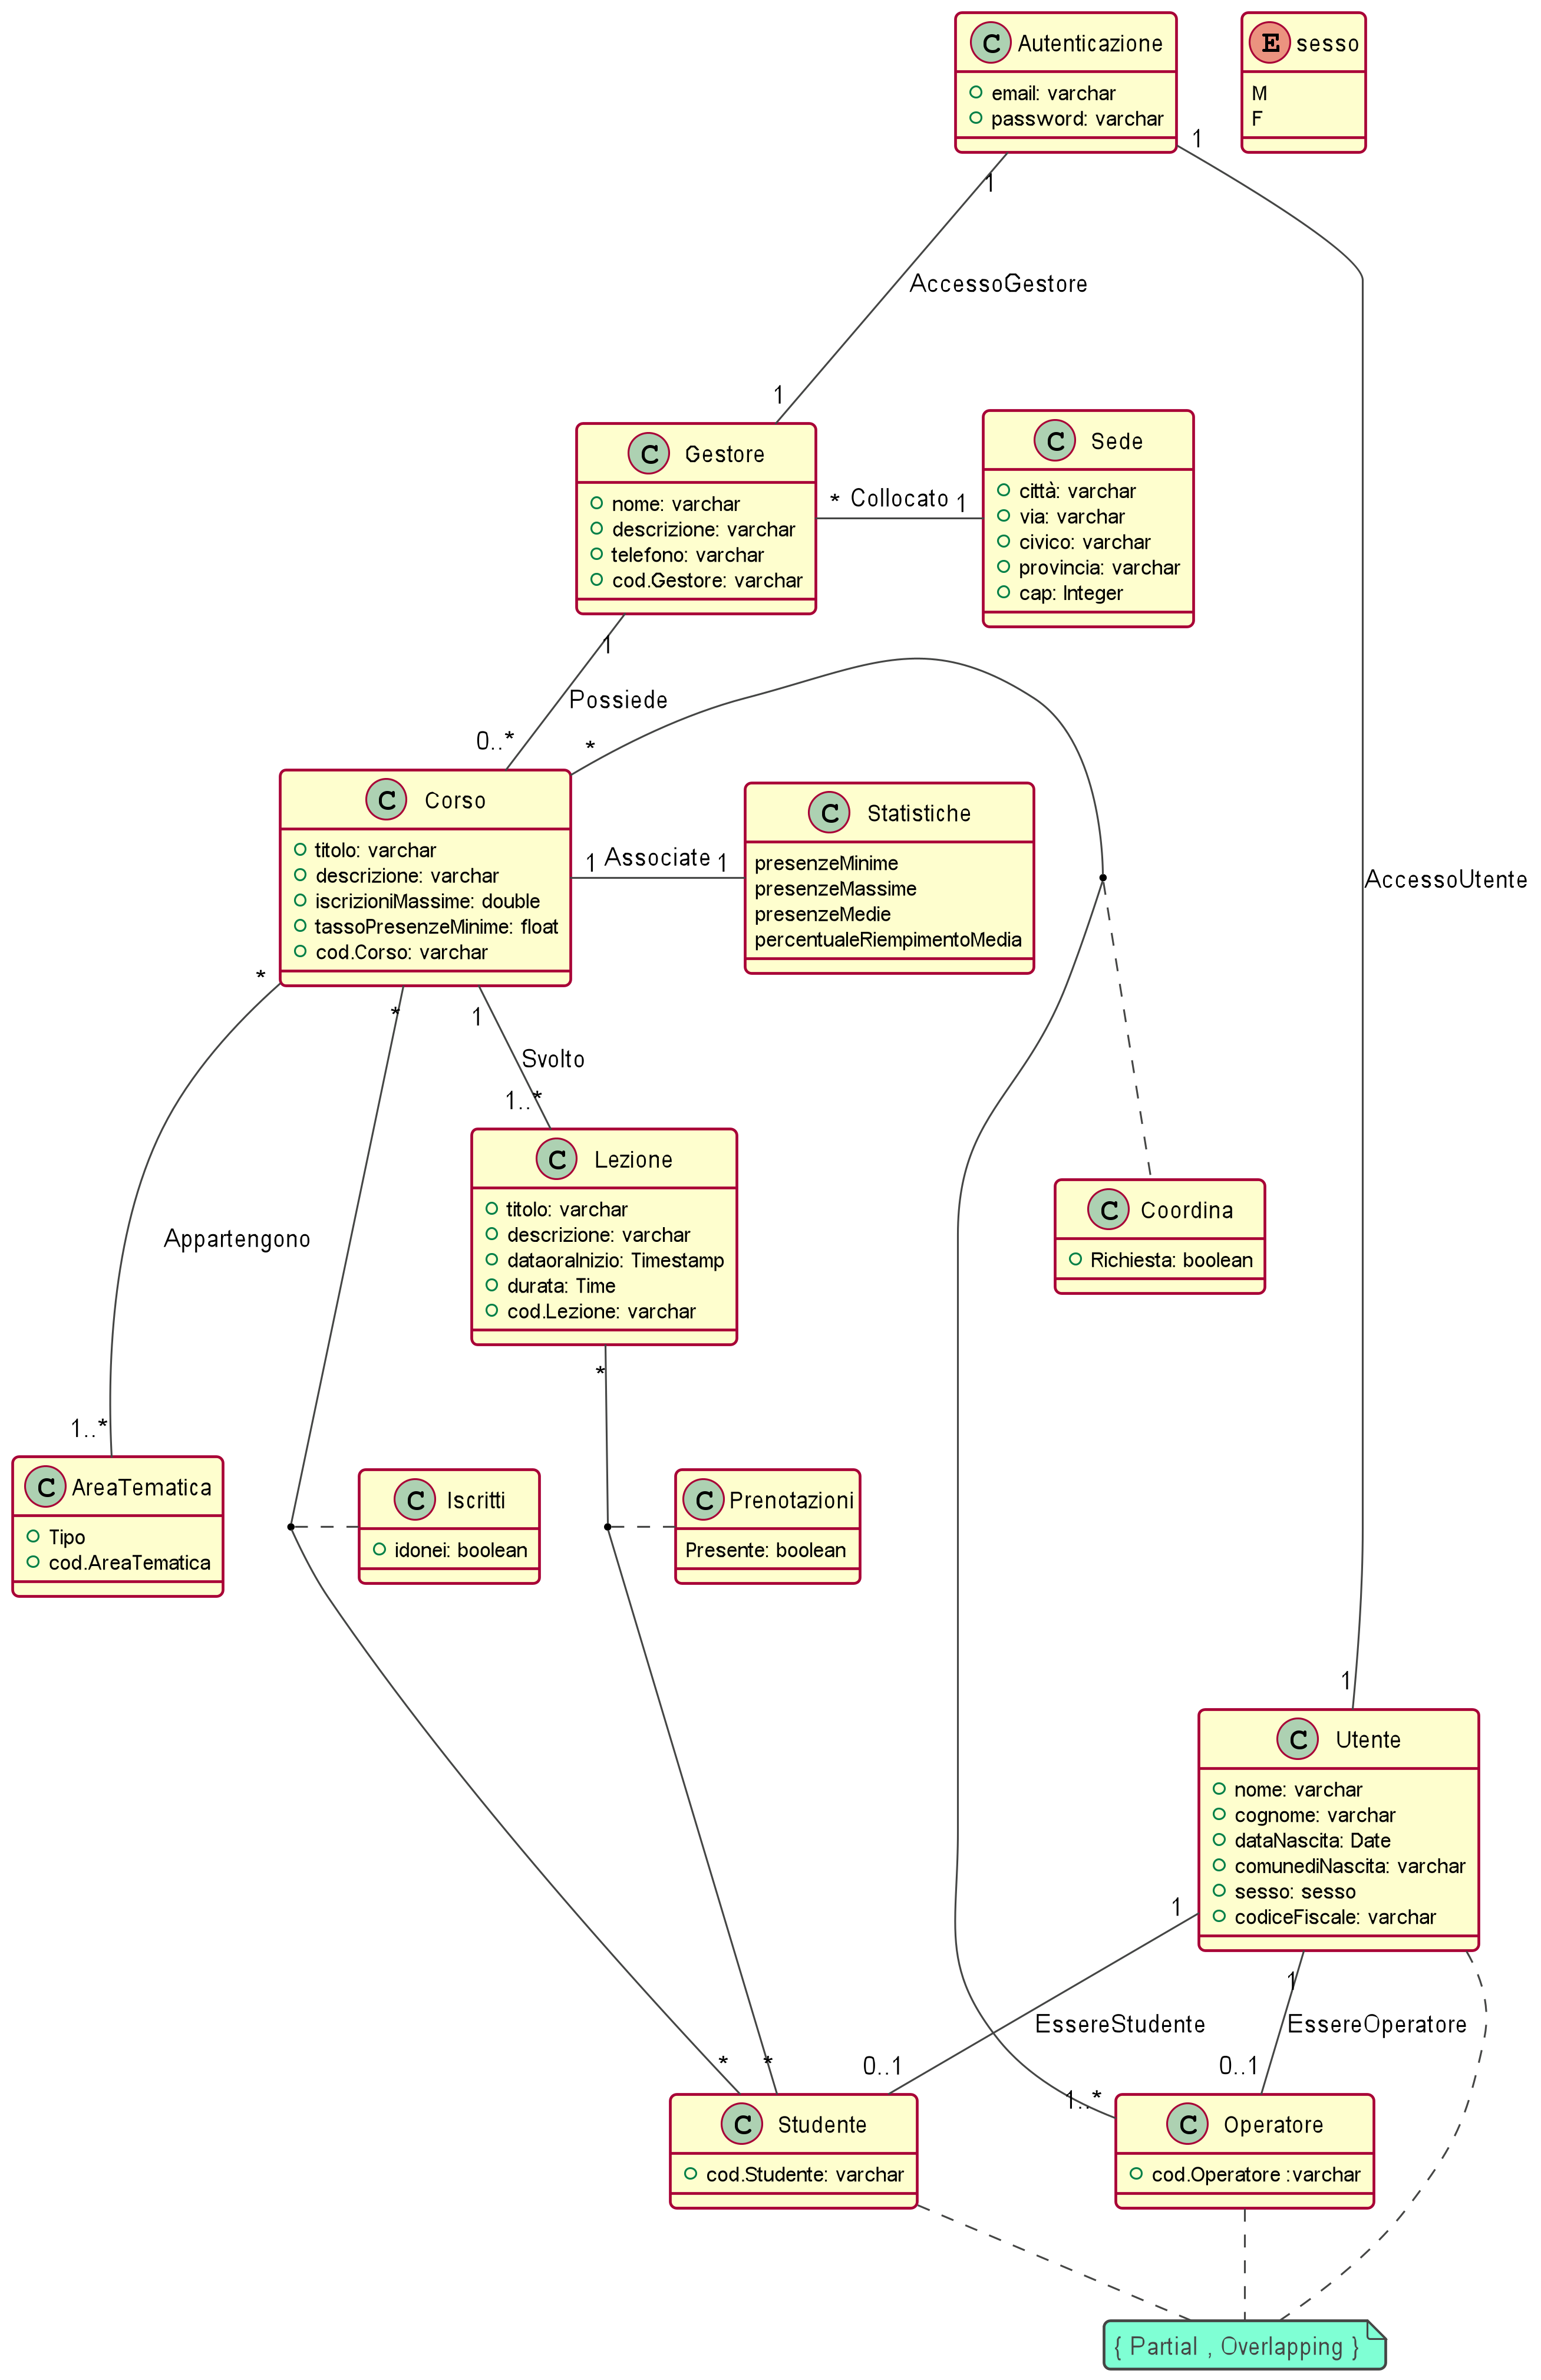 C Autenticazione
email: varchar
password: varchar
E sesso
M
F
1
1
AccessoGestore
1
C Gestore
nome: varchar
descrizione: varchar
telefono: varchar
cod.Gestore: varchar
* Collocato 1
C Sede
città: varchar
via: varchar
civico: varchar
provincia: varchar
cap: Integer
1
Possiede
0..*
*
C Corso
titolo: varchar
descrizione: varchar
iscrizioniMassime: double
tassoPresenzeMinime: float
cod.Corso: varchar
1 Associate 1
C Statistiche
presenzeMinime
presenzeMassime
presenzeMedie
percentualeRiempimentoMedia
AccessoUtente
*
*
1
Svolto
1..*
Appartengono
C Lezione
titolo: varchar
descrizione: varchar
dataoraInizio: Timestamp
durata: Time
cod.Lezione: varchar
C Coordina
Richiesta: boolean
*
1..*
C AreaTematica
Tipo
cod.AreaTematica
C Iscritti
idonei: boolean
C Prenotazioni
Presente: boolean
1
C Utente
nome: varchar
cognome: varchar
dataNascita: Date
comunediNascita: varchar
sesso: sesso
codiceFiscale: varchar
1
1
EssereStudente
EssereOperatore
*
*
0..1
0..1
1..*
C Studente
cod.Studente: varchar
C Operatore
cod.Operatore :varchar
{ Partial , Overlapping }